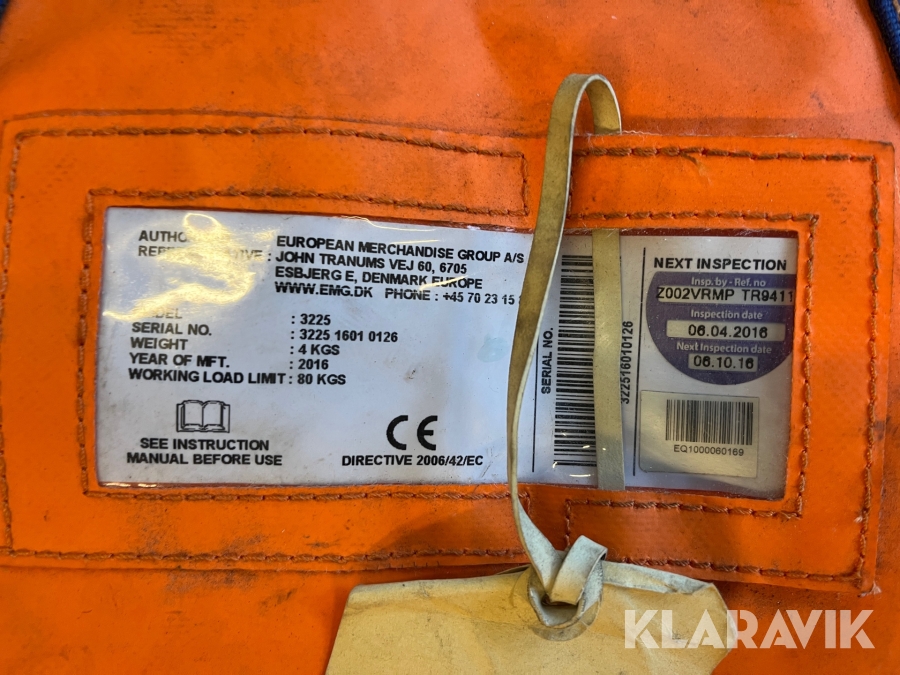 EUROPEAN MERCHANDISE GROUP A/S
: JOHN TRANUMS VEJ 60, 6705
ESBJERG E, DENMARK EUROPE
WWW.EMG.DK PHONE : +45 70 23 15
: 3225
SERIAL NO. : 3225 1601 0126
WEIGHT : 4 KGS
YEAR OF MFT. : 2016
WORKING LOAD LIMIT : 80 KGS
SEE INSTRUCTION
MANUAL BEFORE USE
CE
DIRECTIVE 2006/42/EC
SERIAL NO.
322516010126
NEXT INSPECTION
Insp.by - Ref.no
Z002VRMP TR9411
Inspection date
06.04.2016
Next Inspection date
06.10.16
EQ1000060169
KLARAVIK